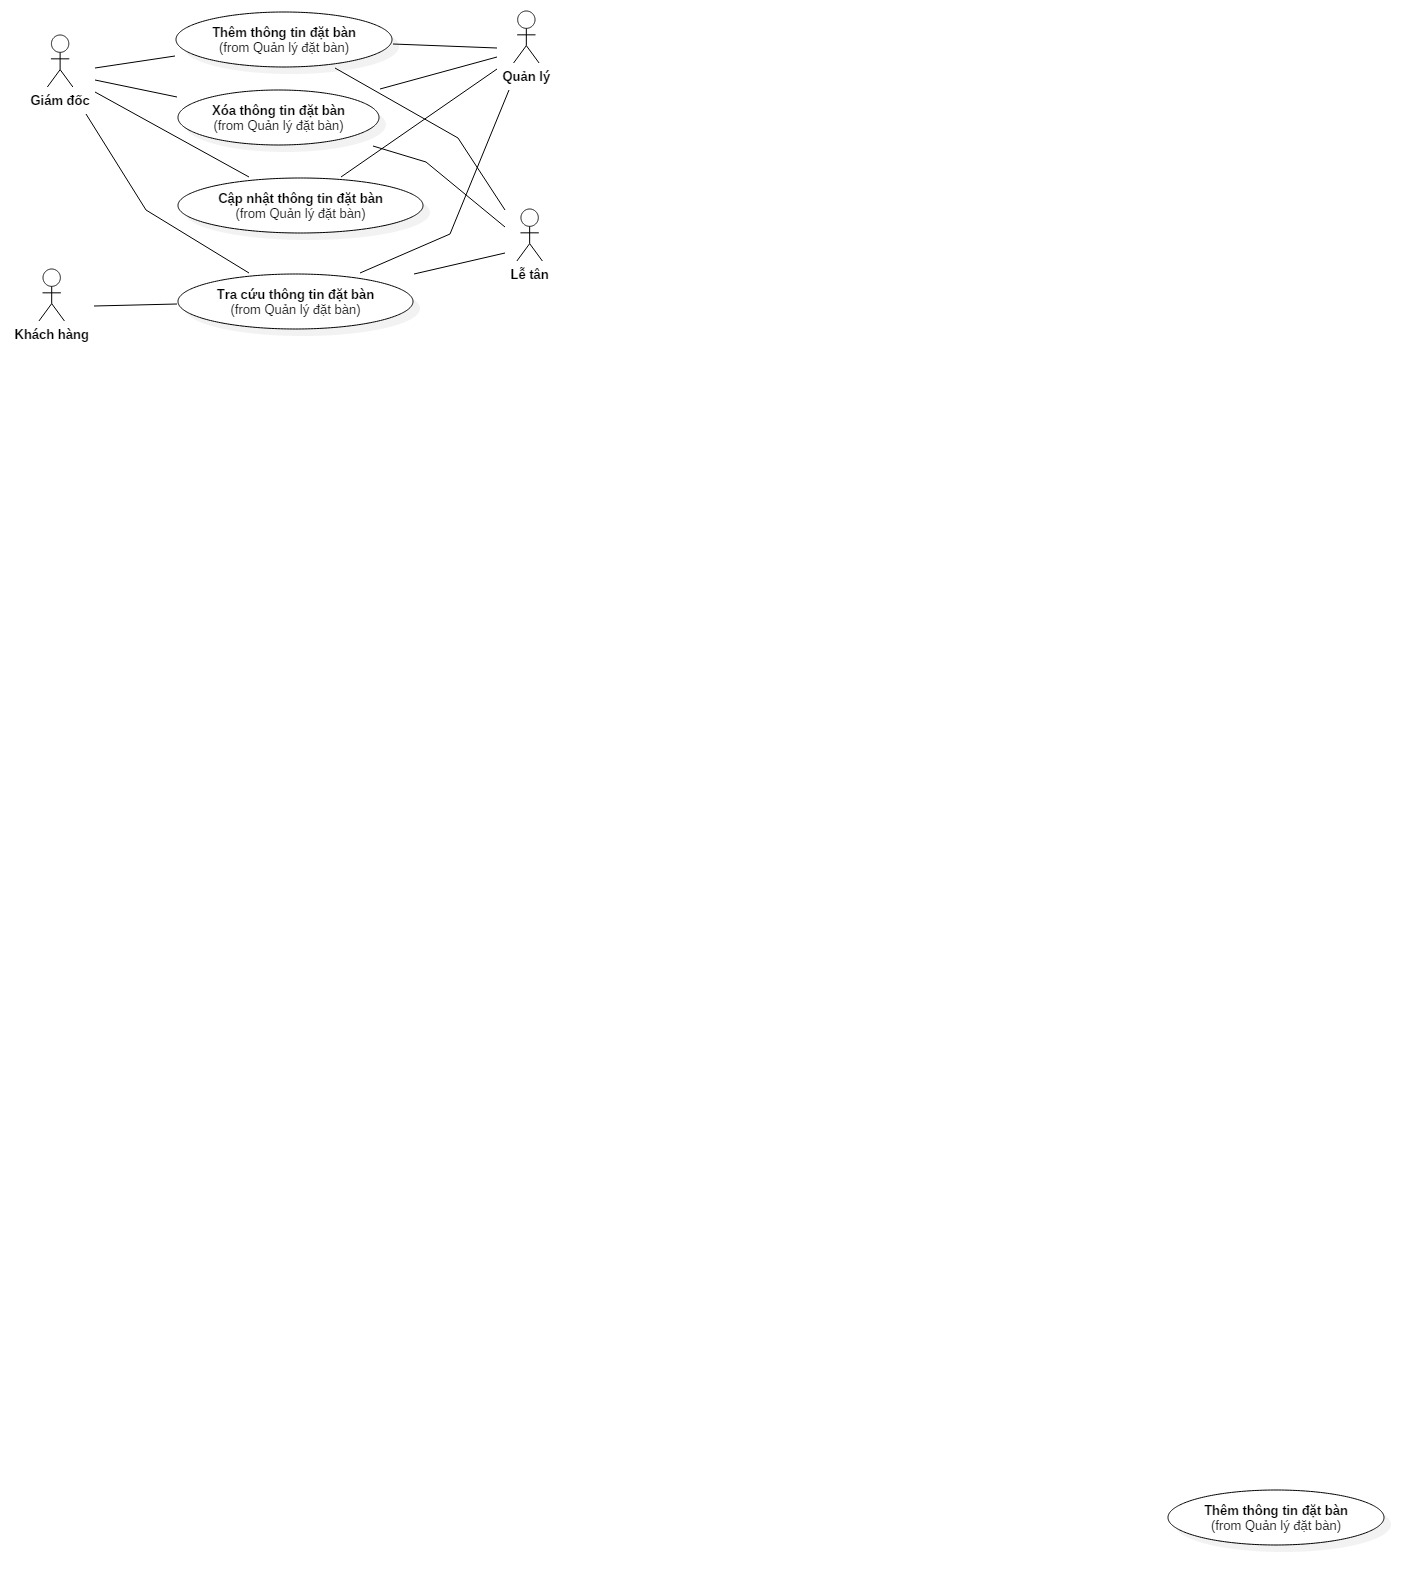 Thêm thông tin đặt bàn
(from Quản lý đặt bàn)
Quản lý
Giám đốc
Xóa thông tin đặt bàn
(from Quản lý đặt bàn)
Cập nhật thông tin đặt bàn
(from Quản lý đặt bàn)
Lễ tân
Tra cứu thông tin đặt bàn
(from Quản lý đặt bàn)
Khách hàng
Thêm thông tin đặt bàn
(from Quản lý đặt bàn)